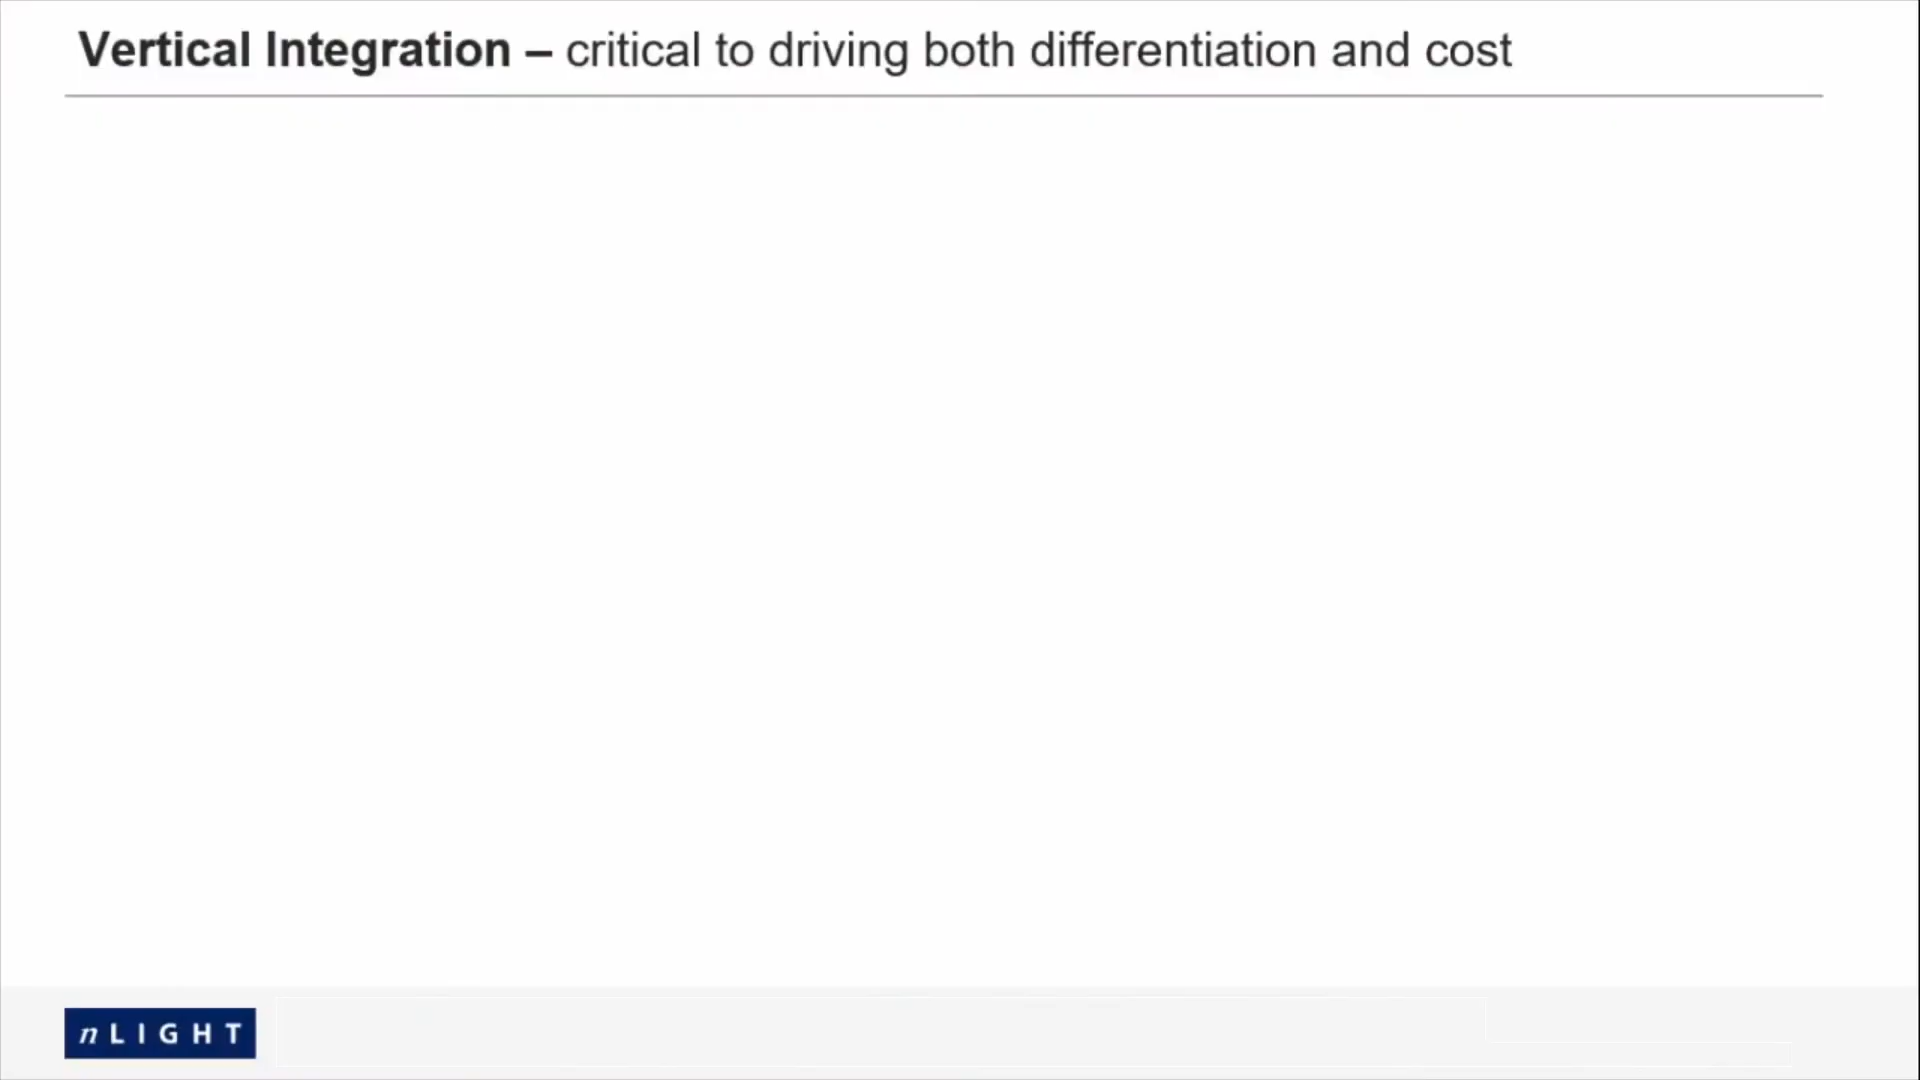 Vertical Integration – critical to driving both differentiation and cost
nLIGHT